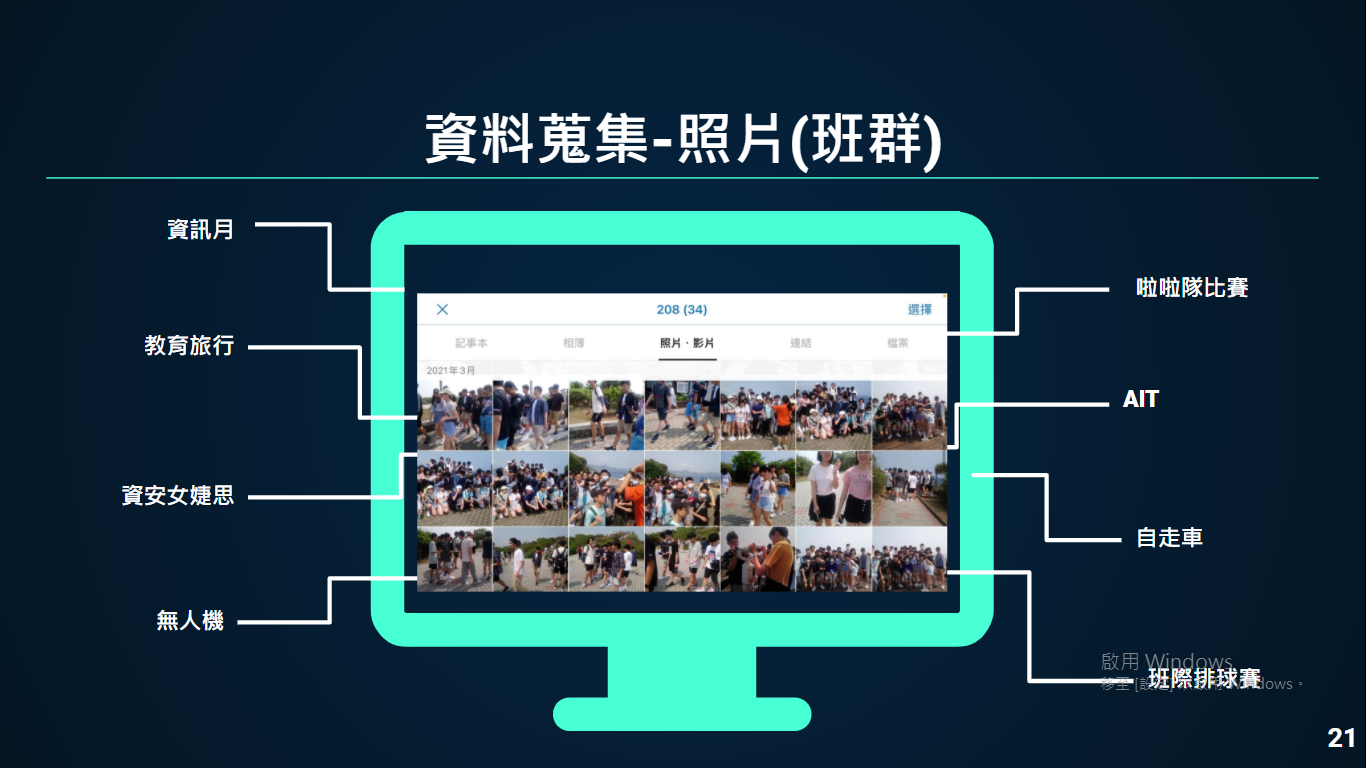 資料蒐集-照片(班群)
資訊月
教育旅行
資安女婕思
無人機
208 (34)
選擇
記事本
相簿
照片・影片
連結
檔案
2021年3月
啦啦隊比賽
AIT
自走車
啟用 Windows
移至 [設定]
班際排球賽
21